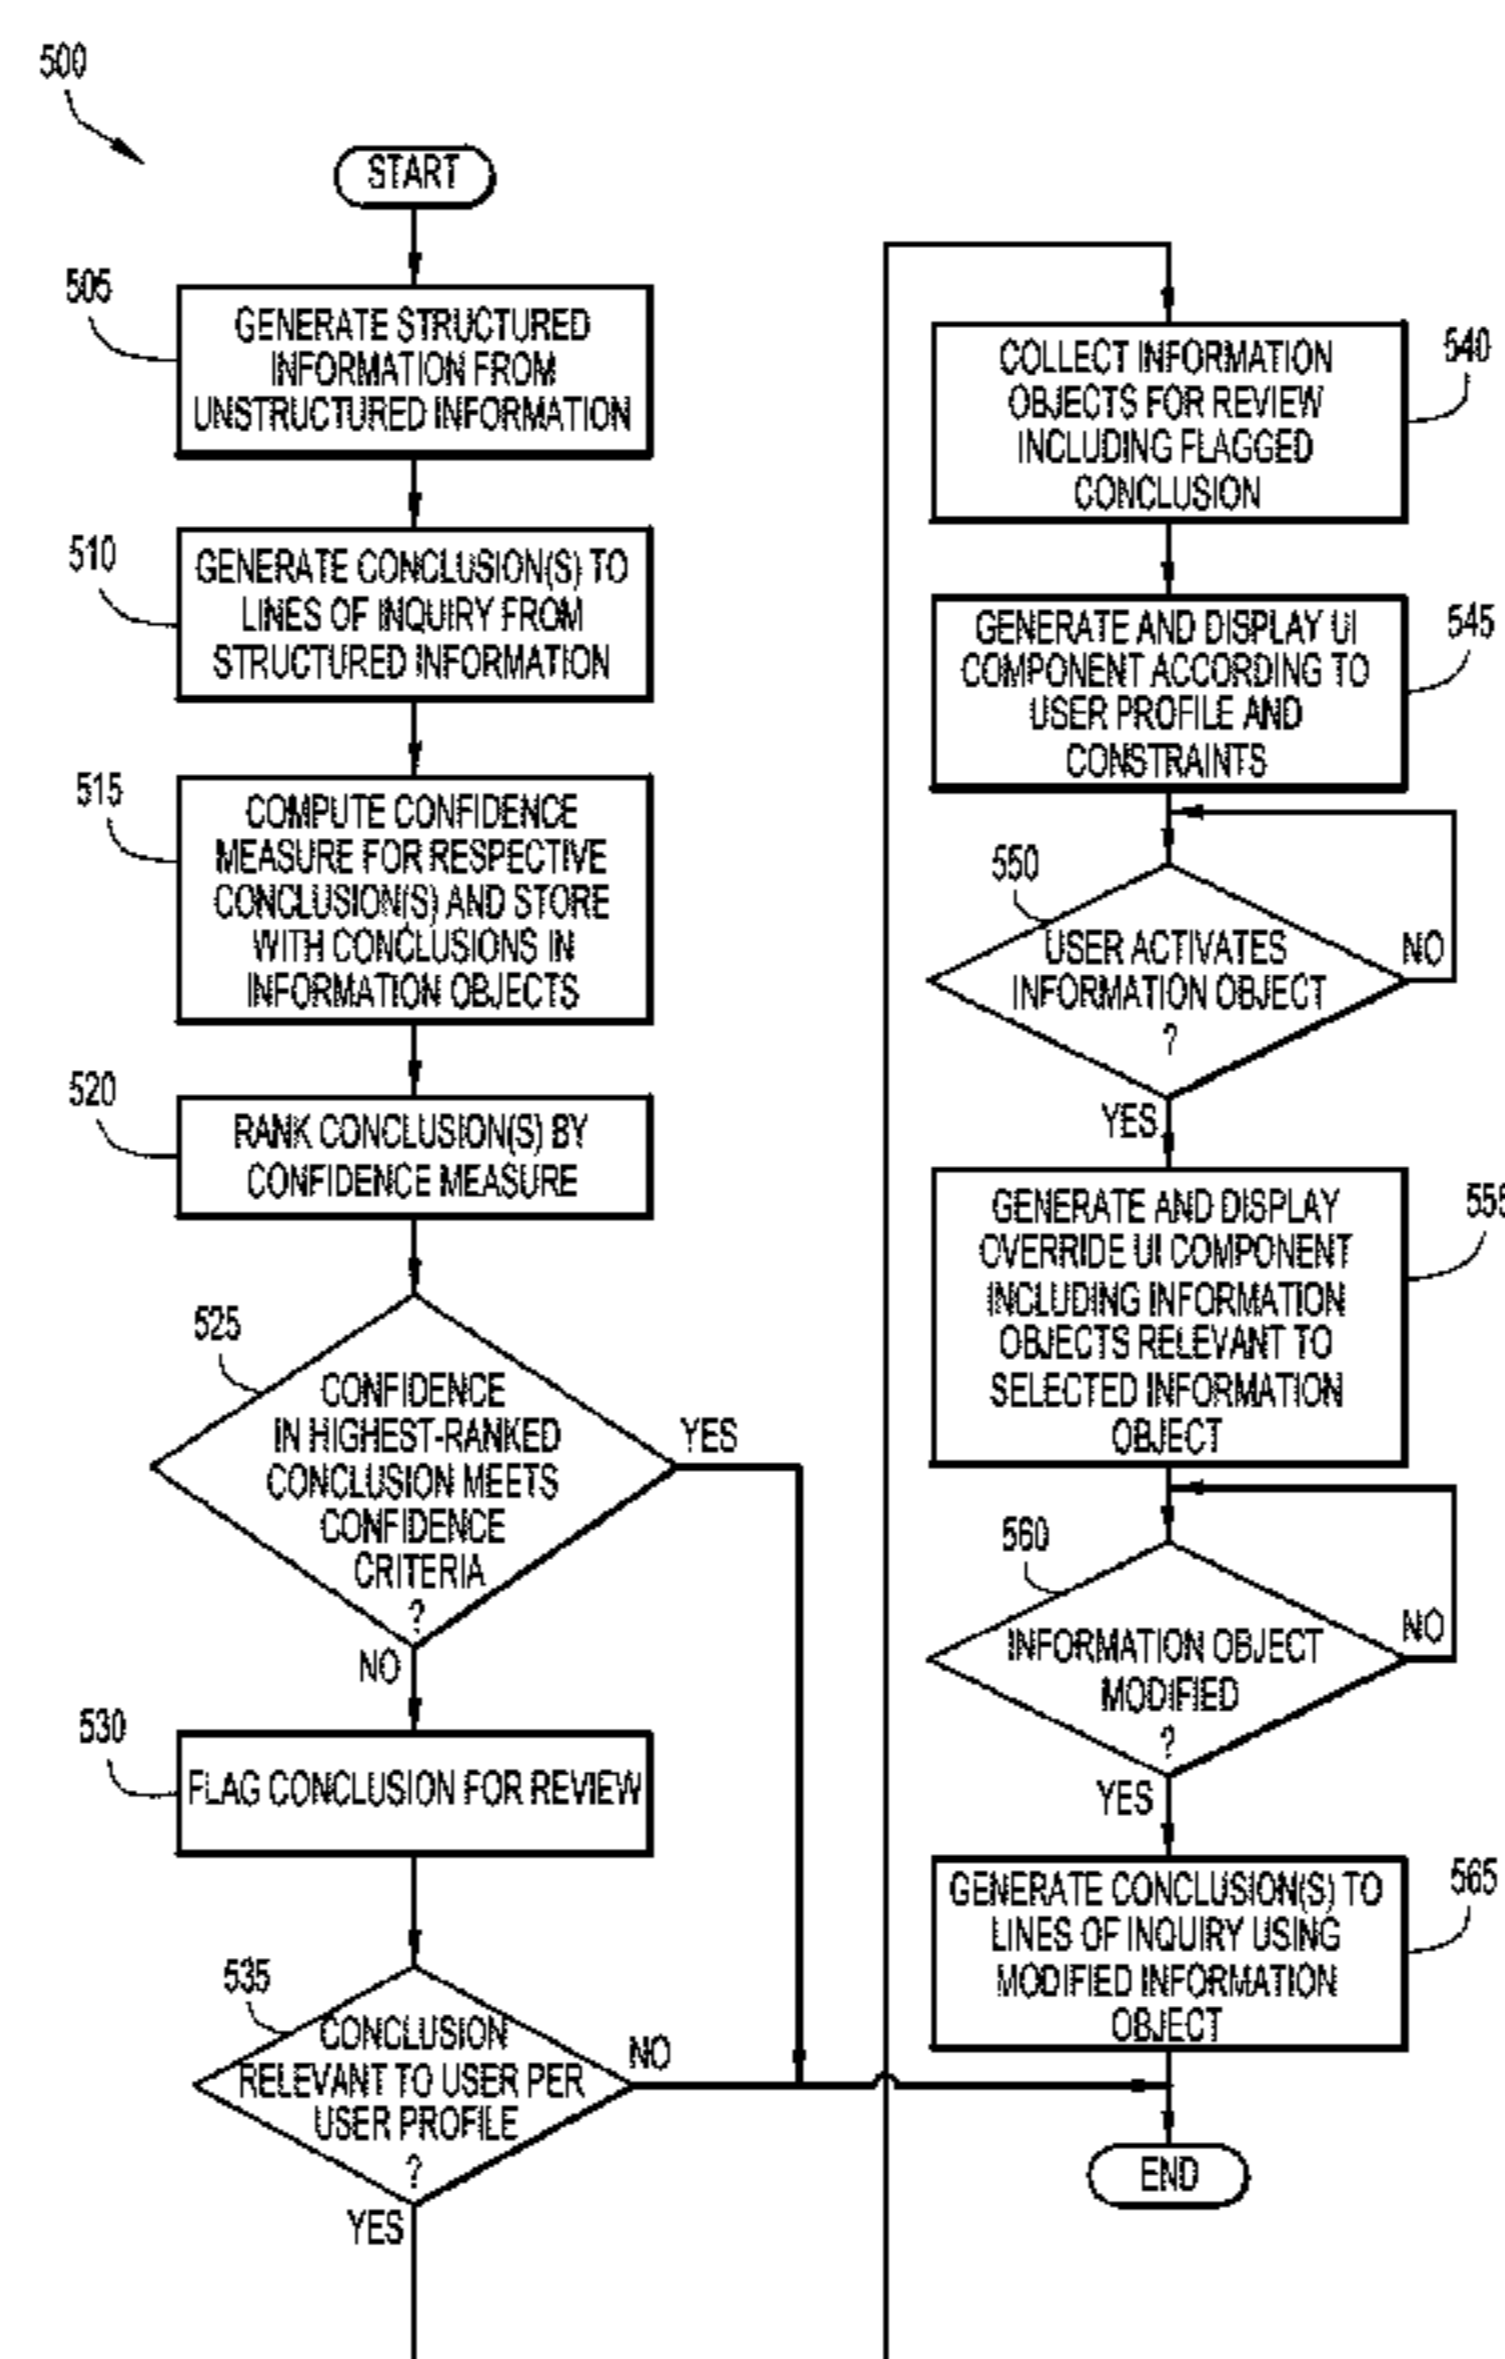 500
START
505
GENERATE STRUCTURED
INFORMATION FROM
UNSTRUCTURED INFORMATION
510
GENERATE CONCLUSION(S) TO
LINES OF INQUIRY FROM
STRUCTURED INFORMATION
515
COMPUTE CONFIDENCE
MEASURE FOR RESPECTIVE
CONCLUSION(S) AND STORE
WITH CONCLUSIONS IN
INFORMATION OBJECTS
520
RANK CONCLUSION(S) BY
CONFIDENCE MEASURE
525
CONFIDENCE
IN HIGHEST-RANKED
CONCLUSION MEETS
CONFIDENCE
CRITERIA
?
YES
NO
530
FLAG CONCLUSION FOR REVIEW
535
CONCLUSION
RELEVANT TO USER PER
USER PROFILE
?
NO
YES
540
COLLECT INFORMATION
OBJECTS FOR REVIEW
INCLUDING FLAGGED
CONCLUSION
545
GENERATE AND DISPLAY UI
COMPONENT ACCORDING TO
USER PROFILE AND
CONSTRAINTS
550
USER ACTIVATES
INFORMATION OBJECT
?
NO
YES
555
GENERATE AND DISPLAY
OVERRIDE UI COMPONENT
INCLUDING INFORMATION
OBJECTS RELEVANT TO
SELECTED INFORMATION
OBJECT
560
INFORMATION OBJECT
MODIFIED
?
NO
YES
565
GENERATE CONCLUSION(S) TO
LINES OF INQUIRY USING
MODIFIED INFORMATION
OBJECT
END